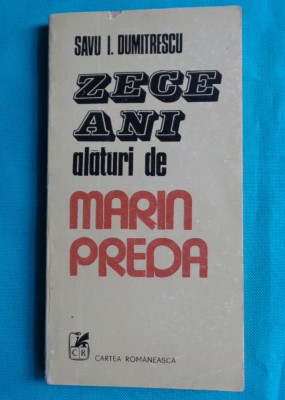 SAVU I. DUMITRESCU
ZECE
ANI
alături de
MARIN
PREDA
CR
CARTEA ROMÂNEASCĂ